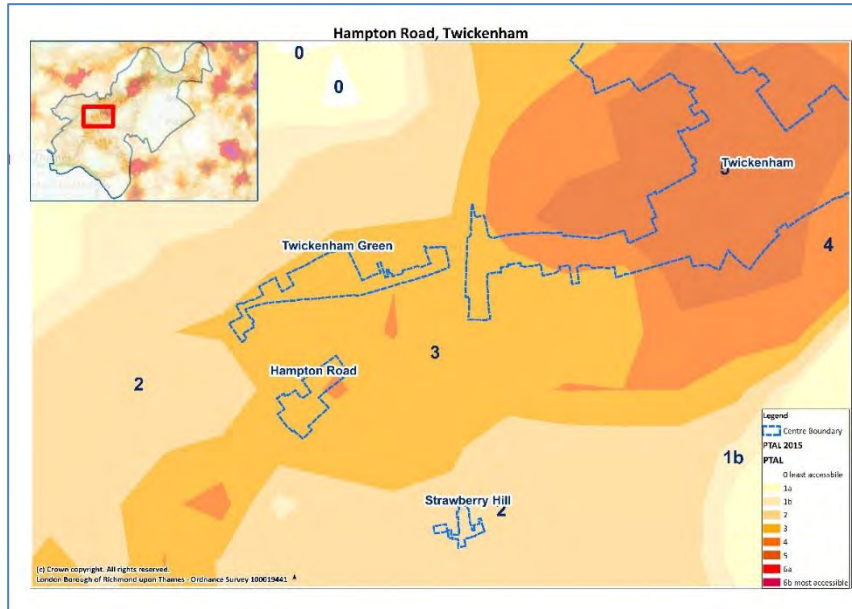 Hampton Road, Twickenham
0
0
Twickenham
5
4
Twickenham Green
3
Hampton Road
2
1b
Strawberry Hill
2
Legend
Centre Boundary
PTAL 2015
PTAL
0 least accessbile
1a
1b
2
3
4
5
6a
6b most accessible
(c) Crown copyright. All rights reserved.
London Borough of Richmond upon Thames - Ordnance Survey 100019441